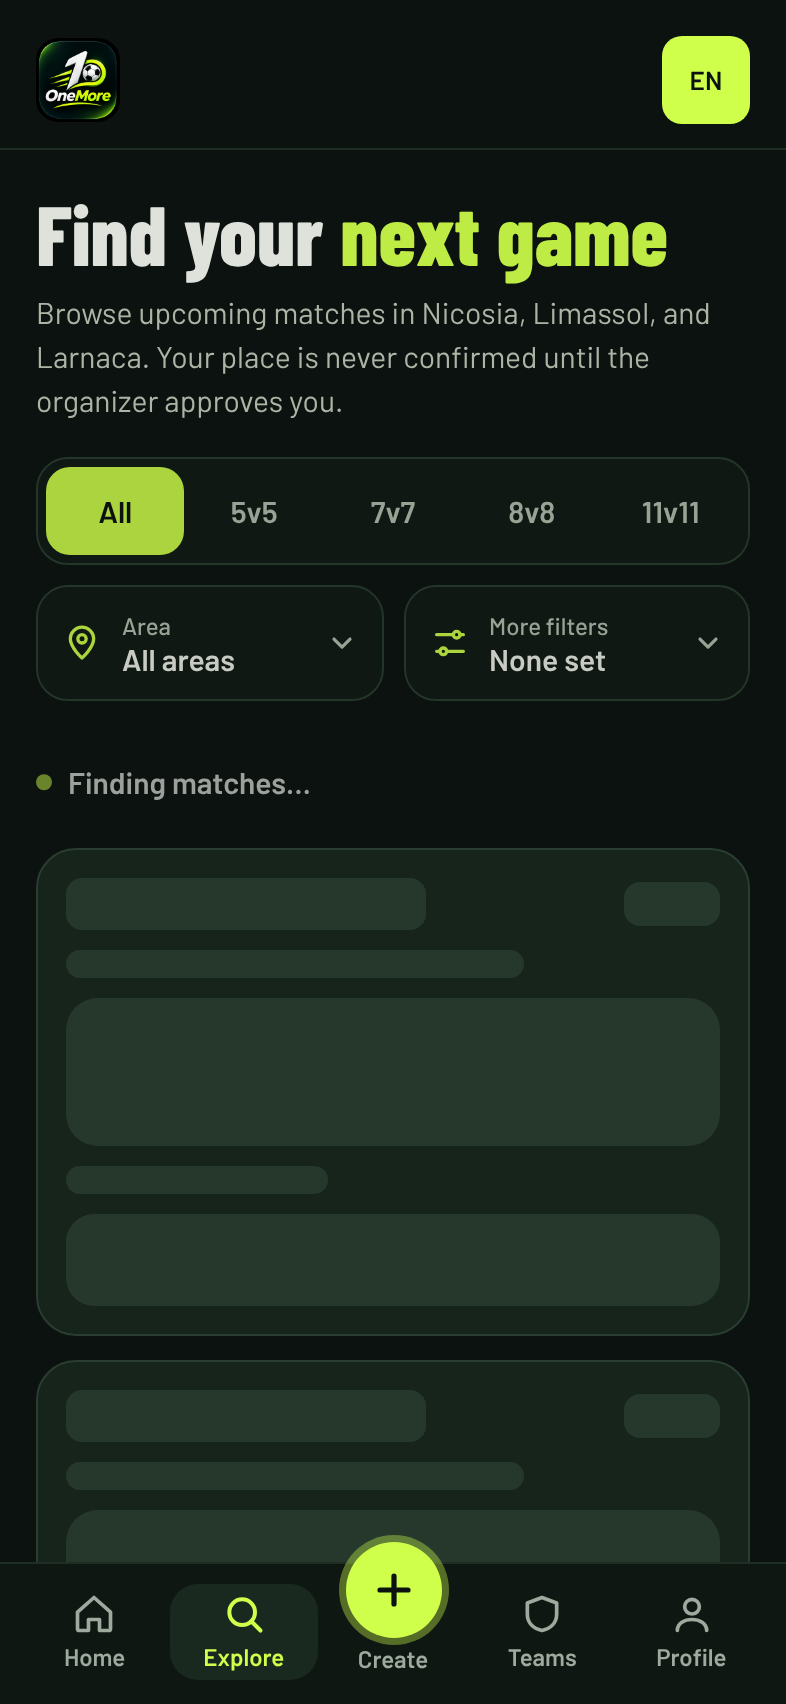 OneMore
EN
Find your next game
Browse upcoming matches in Nicosia, Limassol, and
Larnaca. Your place is never confirmed until the
organizer approves you.
All
5v5
7v7
8v8
11v11
Area
All areas
More filters
None set
Finding matches...
Home
Explore
Create
Teams
Profile